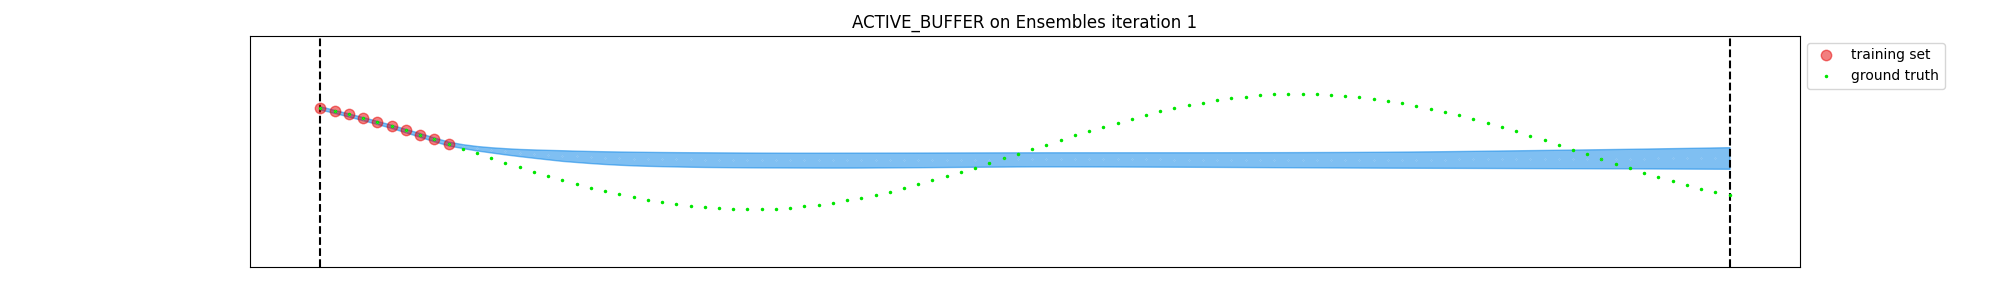 ACTIVE_BUFFER on Ensembles iteration 1
training set
ground truth